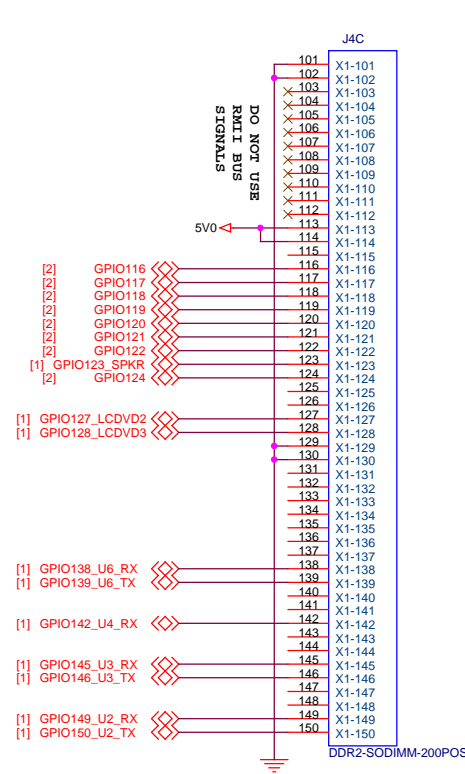 J4C
101 X1-101
102 X1-102
103 X1-103
104 X1-104
105 X1-105
106 X1-106
107 X1-107
108 X1-108
109 X1-109
110 X1-110
111 X1-111
112 X1-112
DO NOT USE
RMII BUS
SIGNALS
5V0 113 X1-113
114 X1-114
115 X1-115
[2] GPIO116 116 X1-116
[2] GPIO117 117 X1-117
[2] GPIO118 118 X1-118
[2] GPIO119 119 X1-119
[2] GPIO120 120 X1-120
[2] GPIO121 121 X1-121
[2] GPIO122 122 X1-122
[1] GPIO123_SPKR 123 X1-123
[2] GPIO124 124 X1-124
125 X1-125
126 X1-126
[1] GPIO127_LCDVD2 127 X1-127
[1] GPIO128_LCDVD3 128 X1-128
129 X1-129
130 X1-130
131 X1-131
132 X1-132
133 X1-133
134 X1-134
135 X1-135
136 X1-136
137 X1-137
[1] GPIO138_U6_RX 138 X1-138
[1] GPIO139_U6_TX 139 X1-139
140 X1-140
141 X1-141
[1] GPIO142_U4_RX 142 X1-142
143 X1-143
144 X1-144
[1] GPIO145_U3_RX 145 X1-145
[1] GPIO146_U3_TX 146 X1-146
147 X1-147
148 X1-148
[1] GPIO149_U2_RX 149 X1-149
[1] GPIO150_U2_TX 150 X1-150
DDR2-SODIMM-200POS